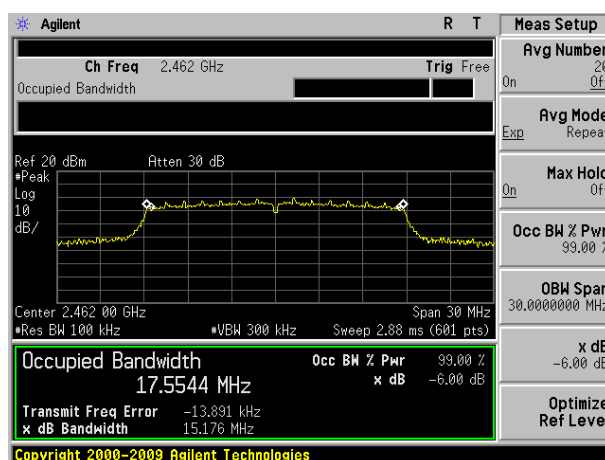 Agilent R T Meas Setup
Avg Number
20
On Off
Ch Freq 2.462 GHz Trig Free
Occupied Bandwidth
Avg Mode
Exp Repeat
Ref 20 dBm Atten 30 dB
#Peak
Log
10
dB/
Max Hold
On Off
Occ BW % Pwr
99.00 %
OBW Span
30.0000000 MHz
Center 2.462 00 GHz Span 30 MHz
#Res BW 100 kHz #VBW 300 kHz Sweep 2.88 ms (601 pts)
Occupied Bandwidth Occ BW % Pwr 99.00 %
17.5544 MHz x dB -6.00 dB
Transmit Freq Error -13.891 kHz
x dB Bandwidth 15.176 MHz
x dB
-6.00 dB
Optimize
Ref Level
Copyright 2000-2009 Agilent Technologies